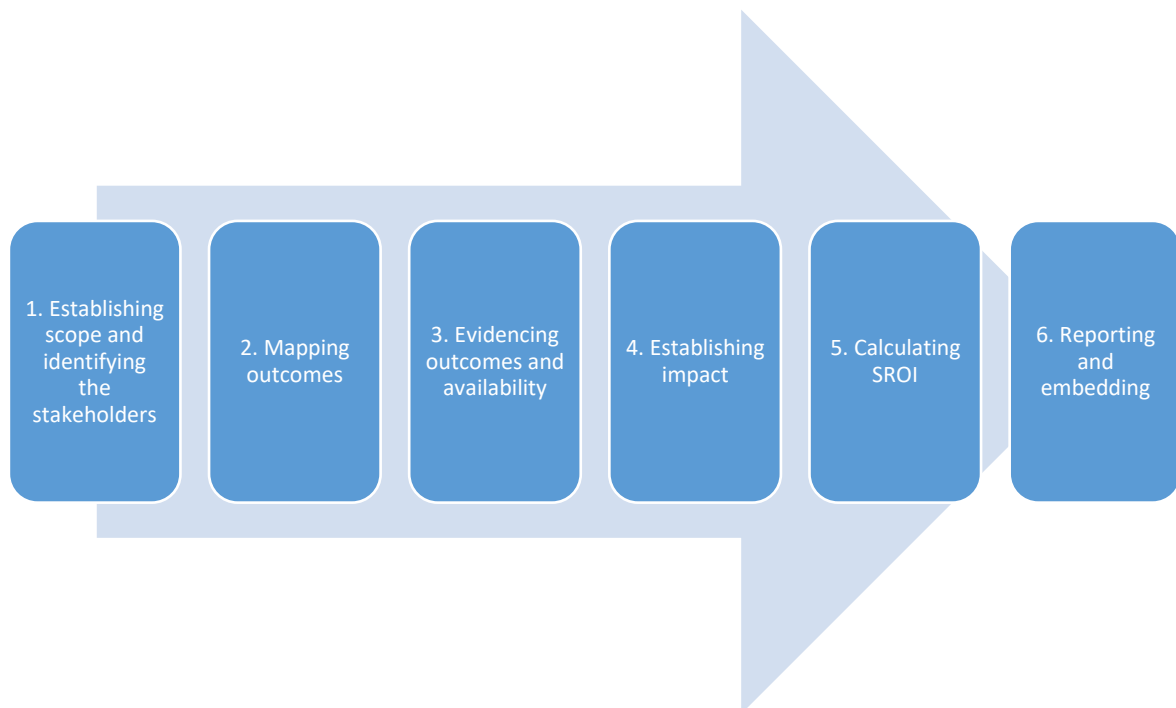 1. Establishing
scope and
identifying
the
stakeholders
2. Mapping
outcomes
3. Evidencing
outcomes and
availability
4. Establishing
impact
5. Calculating
SROI
6. Reporting
and
embedding